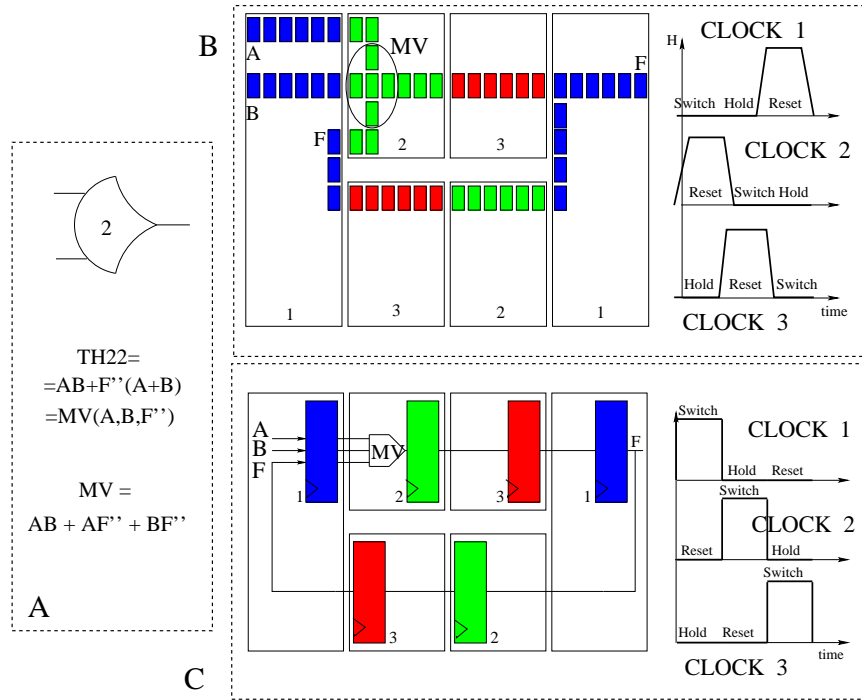 2
TH22=
=AB+F’’(A+B)
=MV(A,B,F’’)
MV =
AB + AF’’ + BF’’
A
B
A
B
F
MV
2
3
F
1
3
2
1
H
CLOCK 1
Switch Hold Reset
CLOCK 2
Reset Switch Hold
Hold Reset Switch
time
CLOCK 3
C
A
B
F
MV
1
2
3
1
F
3
2
Switch
CLOCK 1
Hold Reset
Switch
CLOCK 2
Reset Hold
Switch
Hold Reset
time
CLOCK 3